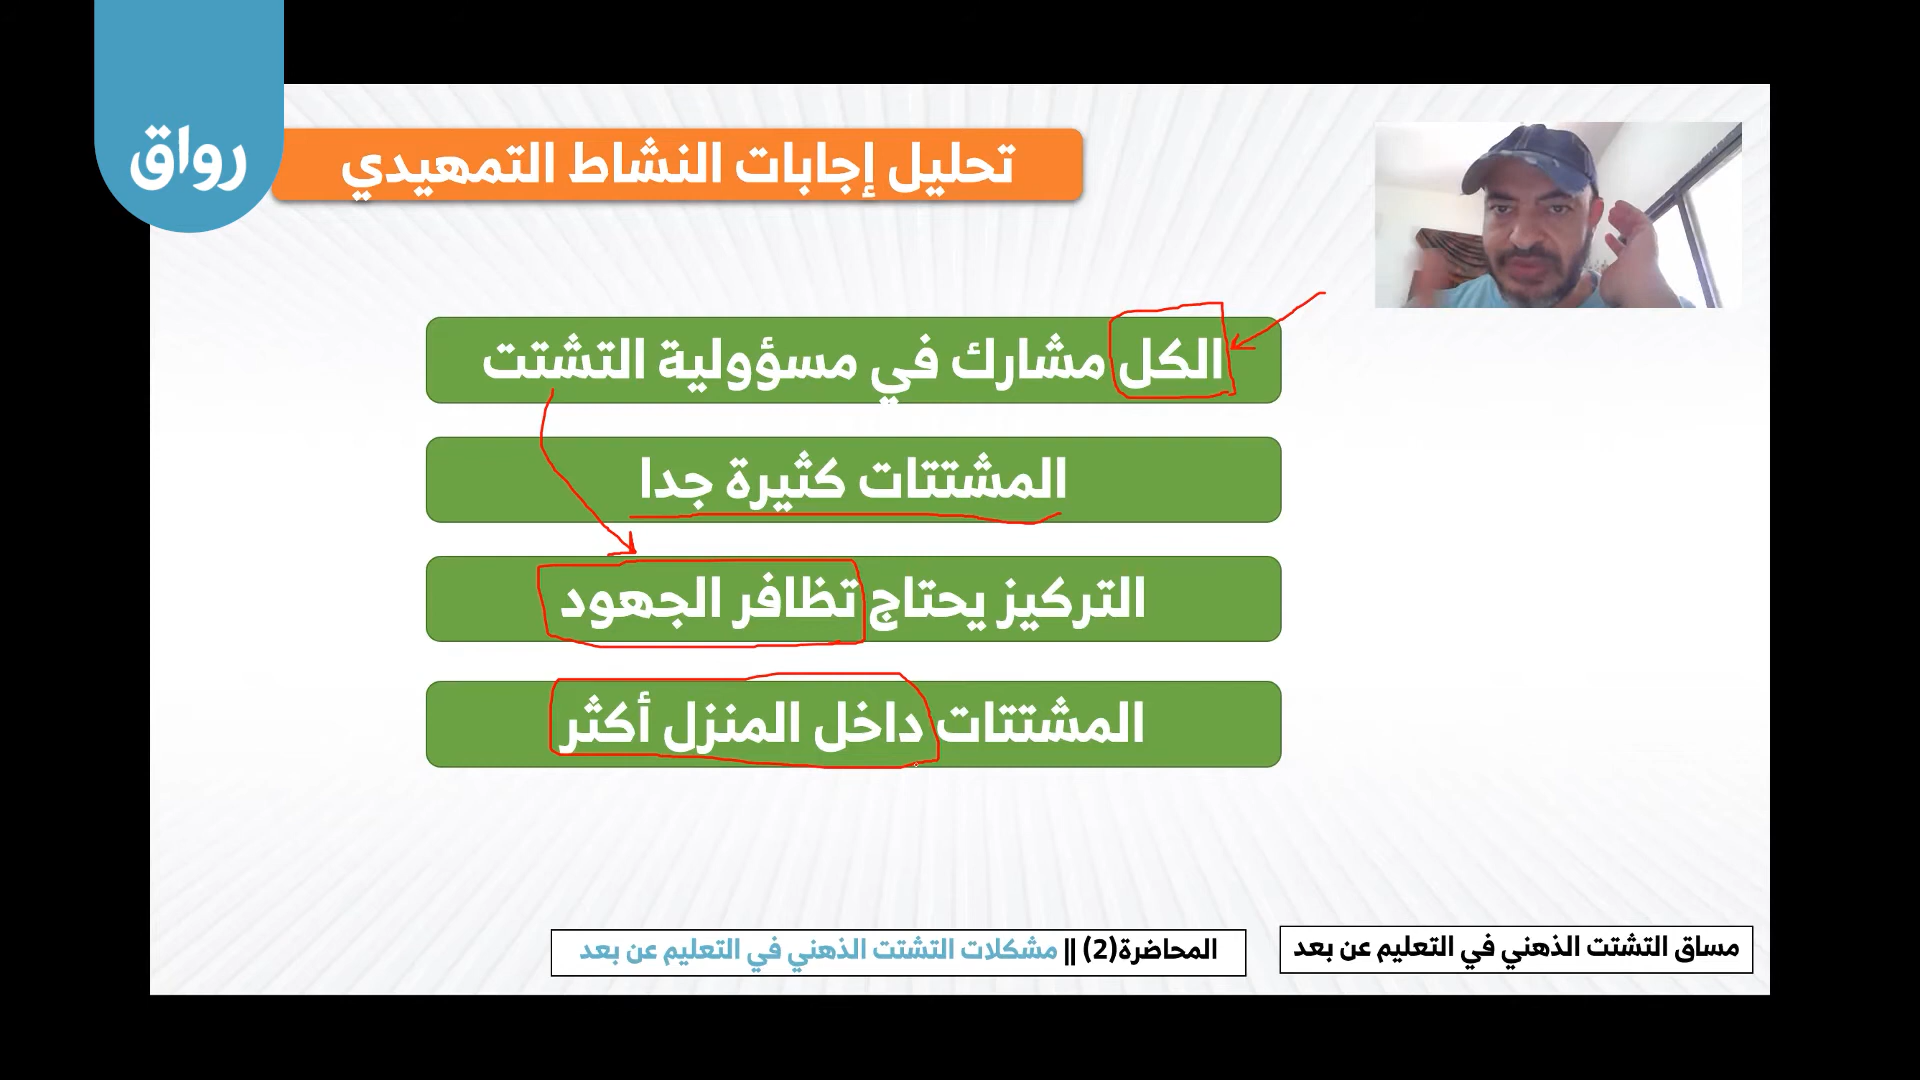 رواق
تحليل إجابات النشاط التمهيدي
الكل مشارك في مسؤولية التشتت
المشتتات كثيرة جدا
التركيز يحتاج تظافر الجهود
المشتتات داخل المنزل أكثر
مساق التشتت الذهني في التعليم عن بعد
المحاضرة(2) || مشكلات التشتت الذهني في التعليم عن بعد